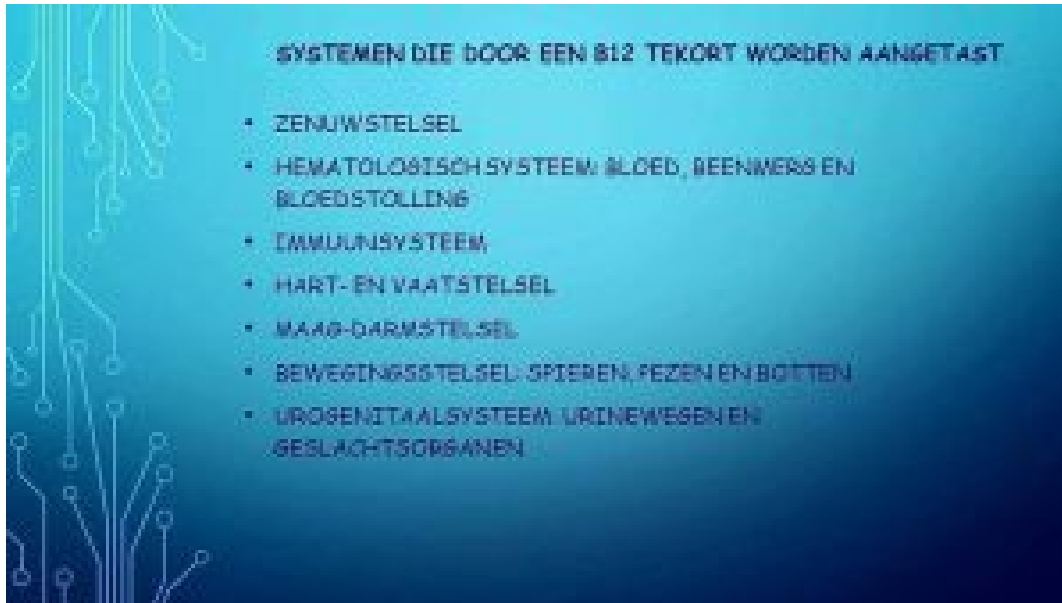 SYSTEMEN DIE DOOR EEN B12 TEKORT WORDEN AANGETAST
• ZENUWSTELSEL
• HEMATOLOGISCH SYSTEEM: BLOED, BEENMERG EN
BLOEDSTOLLING
• IMMUUNSYSTEEM
• HART- EN VAATSTELSEL
• MAAG-DARMSTELSEL
• BEWEGINGSSTELSEL: SPIEREN, PEZEN EN BOTTEN
• UROGENITAALSYSTEEM: URINEWEGEN EN
GESLACHTSORGANEN